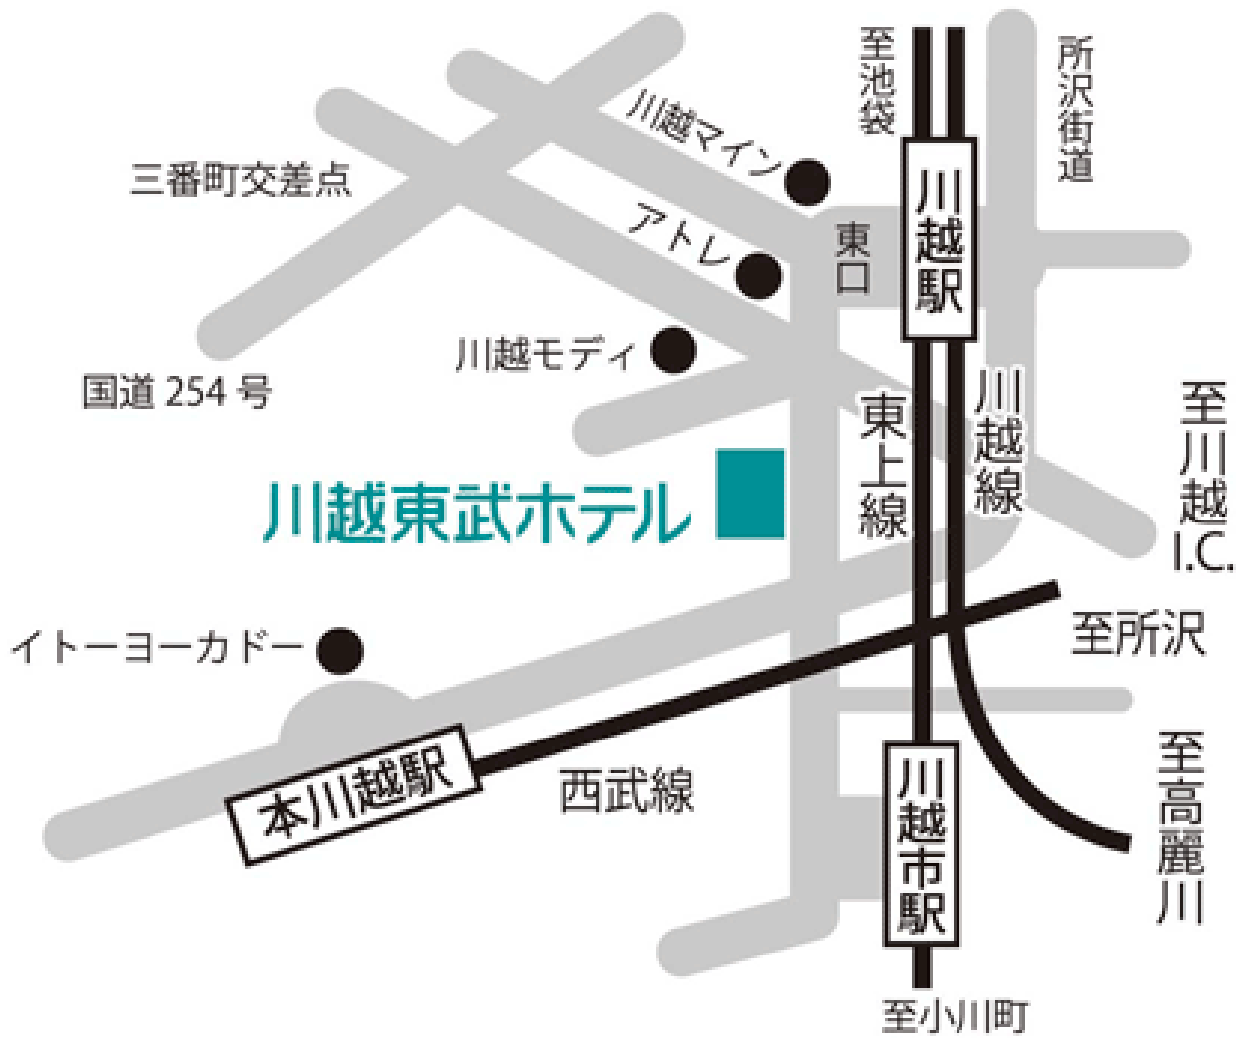 至池袋
所沢街道
川越マイン
三番町交差点
川越駅
アトレ
東口
川越モディ
国道 254 号
東上線
川越線
至川越I.C.
川越東武ホテル
イトーヨーカドー
至所沢
本川越駅
西武線
川越市駅
至高麗川
至小川町